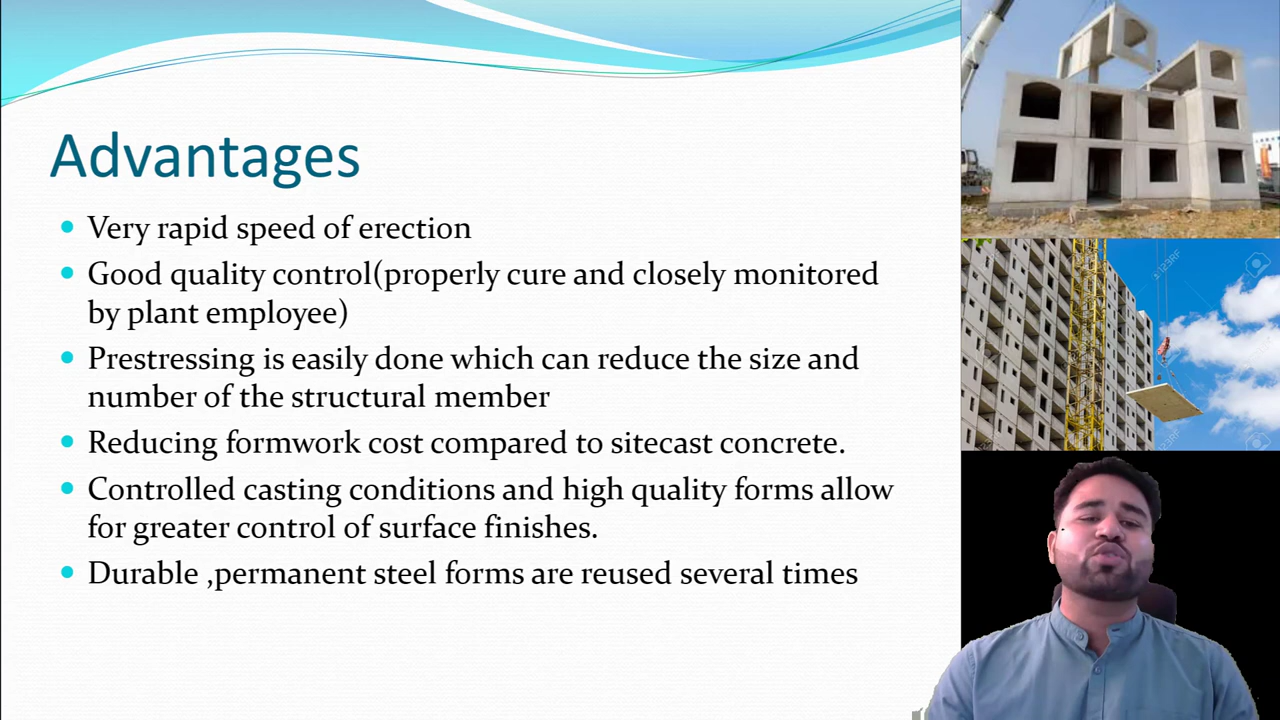 Advantages
Very rapid speed of erection
Good quality control(properly cure and closely monitored
by plant employee)
Prestressing is easily done which can reduce the size and
number of the structural member
Reducing formwork cost compared to sitecast concrete.
Controlled casting conditions and high quality forms allow
for greater control of surface finishes.
Durable ,permanent steel forms are reused several times
123RF
123RF
123RF